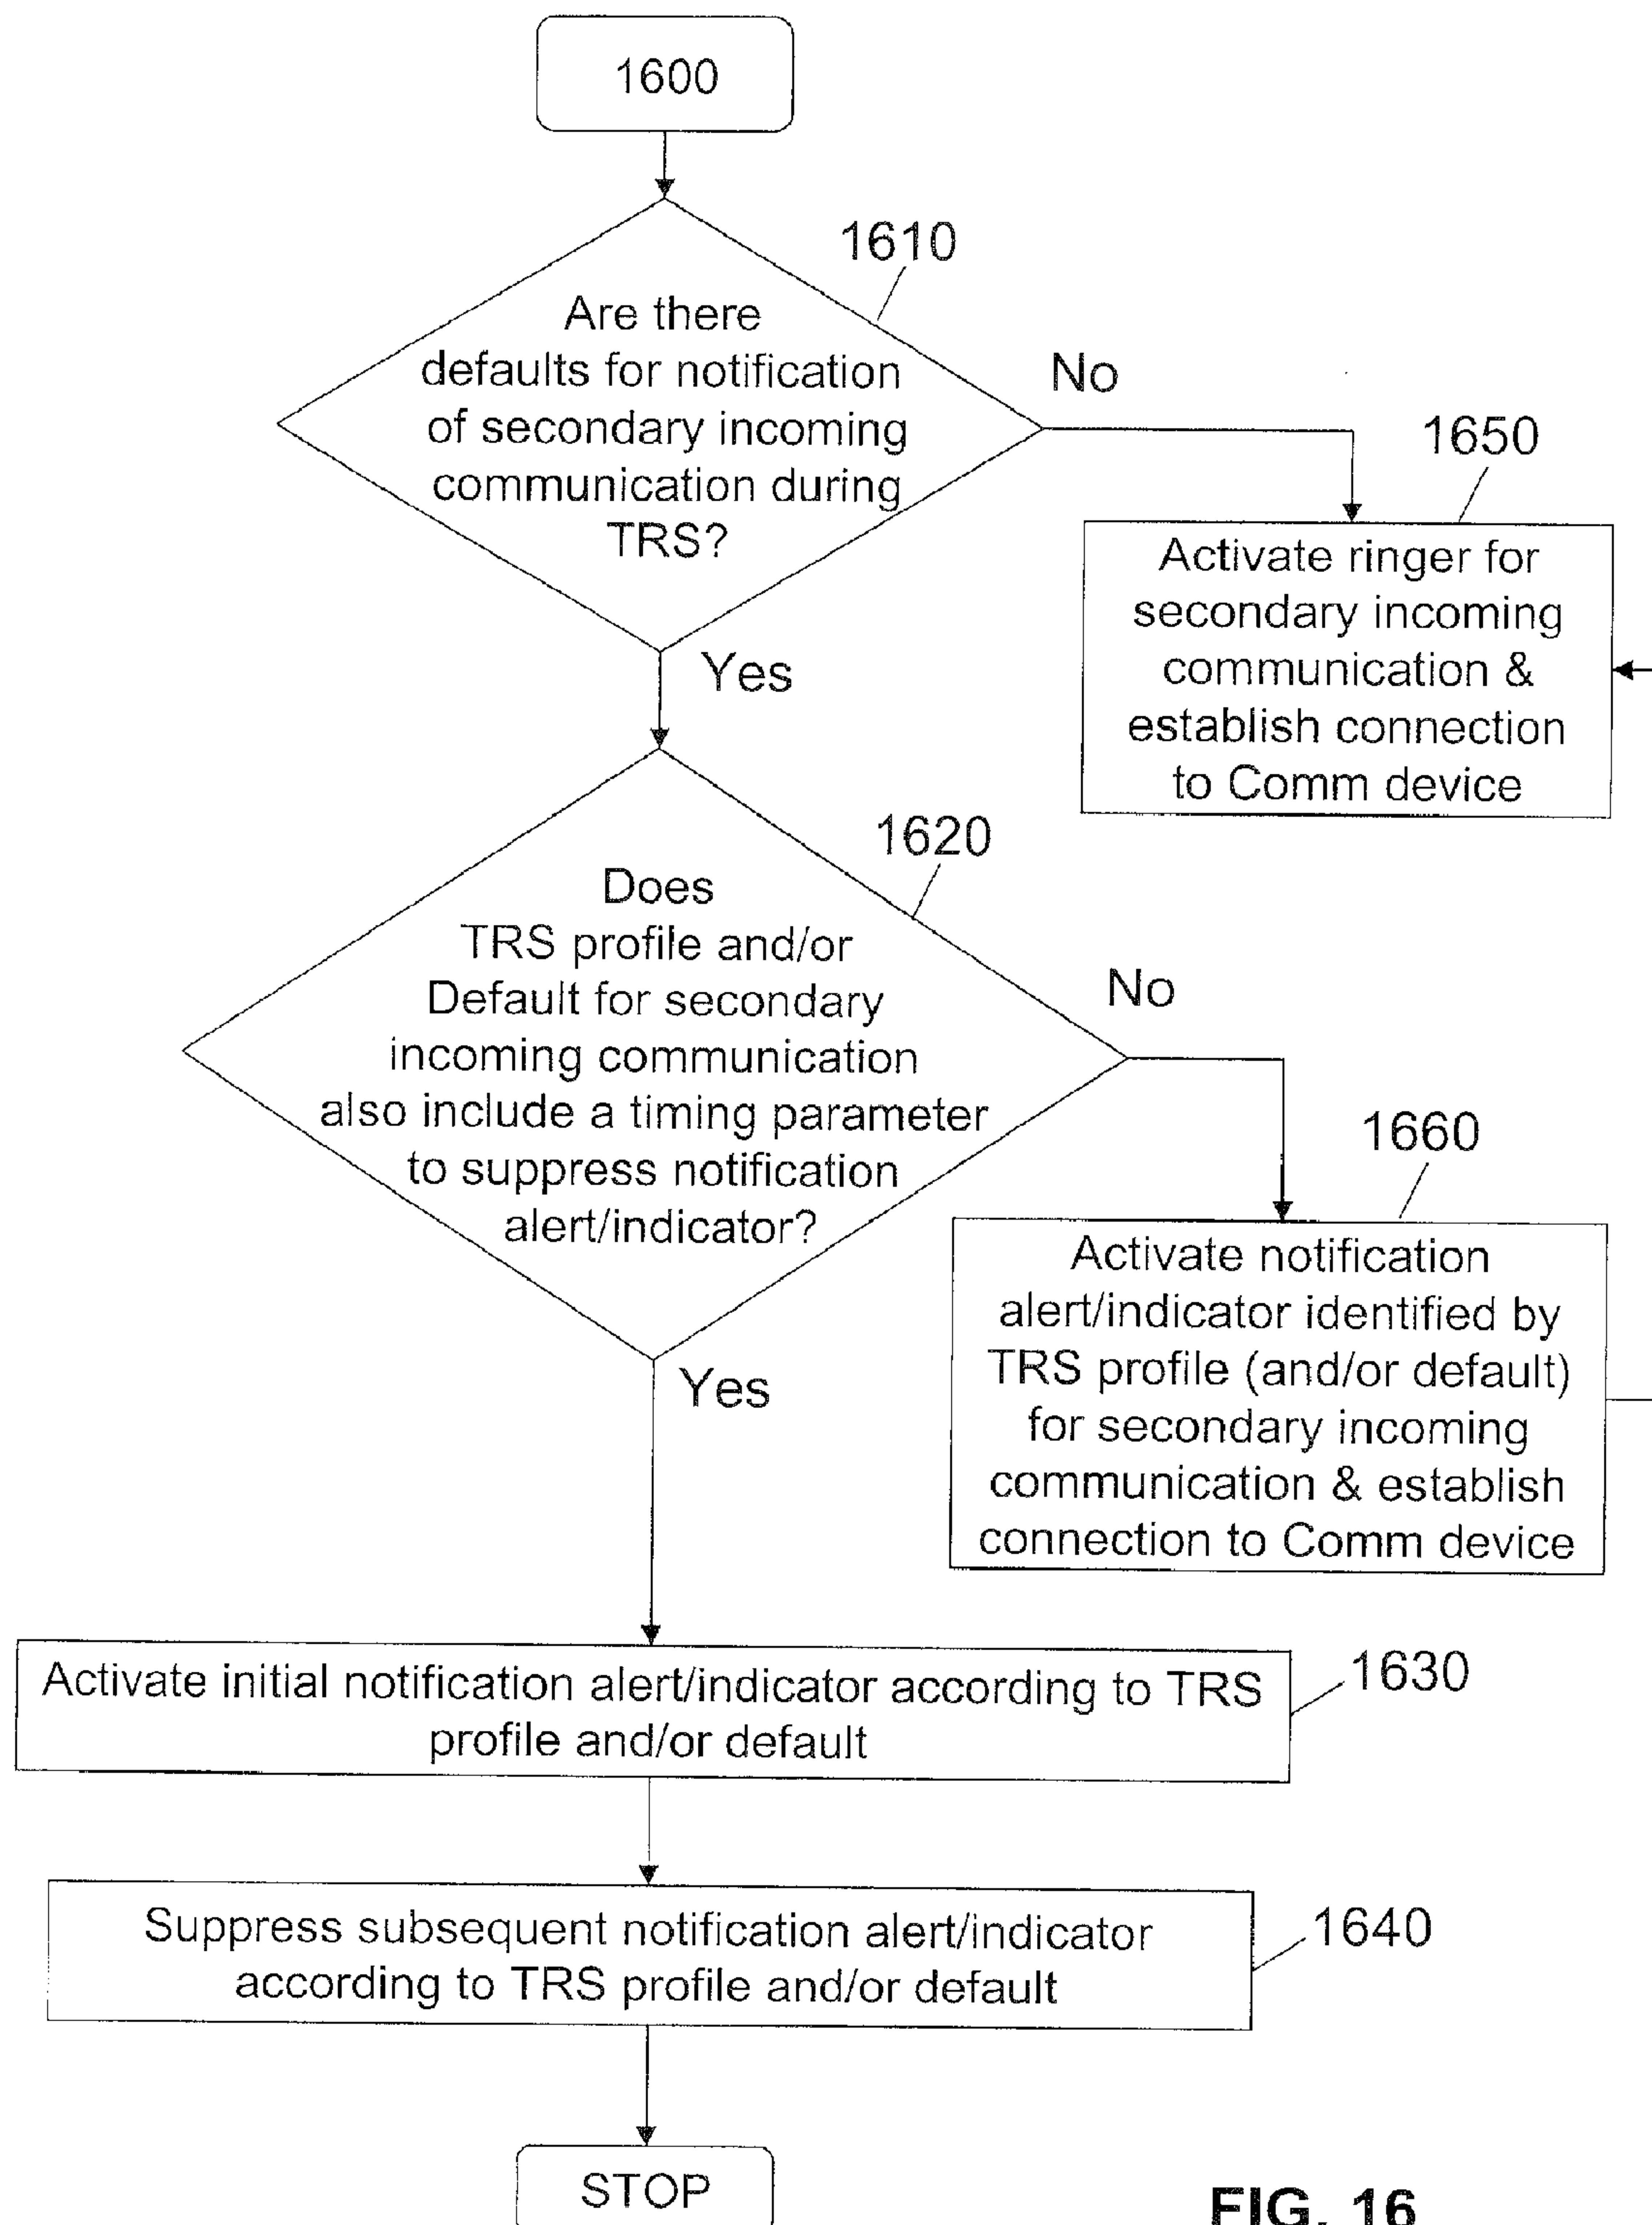 1600
1610
Are there
defaults for notification
of secondary incoming
communication during
TRS?
No
Yes
1650
Activate ringer for
secondary incoming
communication &
establish connection
to Comm device
1620
Does
TRS profile and/or
Default for secondary
incoming communication
also include a timing parameter
to suppress notification
alert/indicator?
No
Yes
1660
Activate notification
alert/indicator identified by
TRS profile (and/or default)
for secondary incoming
communication & establish
connection to Comm device
Activate initial notification alert/indicator according to TRS
profile and/or default
1630
Suppress subsequent notification alert/indicator
according to TRS profile and/or default
1640
STOP
FIG. 16